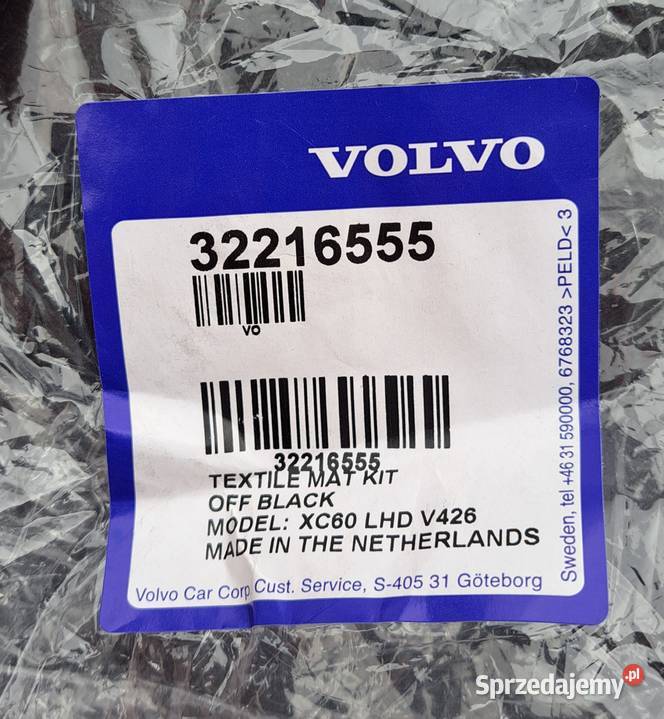 VOLVO
32216555
VO
32216555
TEXTILE MAT KIT
OFF BLACK
MODEL: XC60 LHD V426
MADE IN THE NETHERLANDS
Volvo Car Corp Cust. Service, S-405 31 Göteborg
Sweden, tel +46 31 590000, 6768323 >PELD< 3
Sprzedajemy.pl